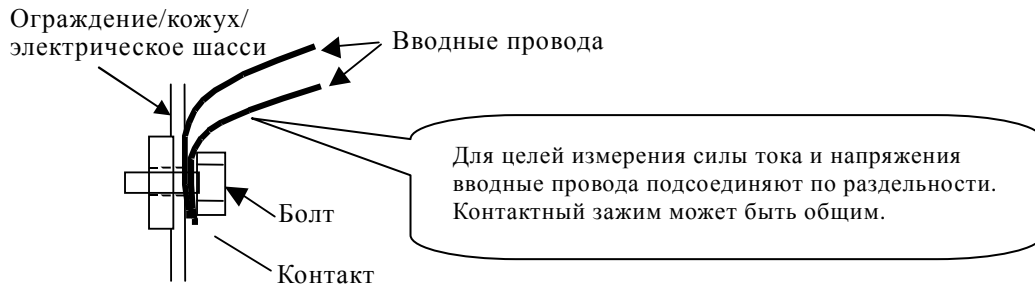 Ограждение/кожух/
электрическое шасси
Вводные провода
Для целей измерения силы тока и напряжения
вводные провода подсоединяют по раздельности.
Контактный зажим может быть общим.
Болт
Контакт